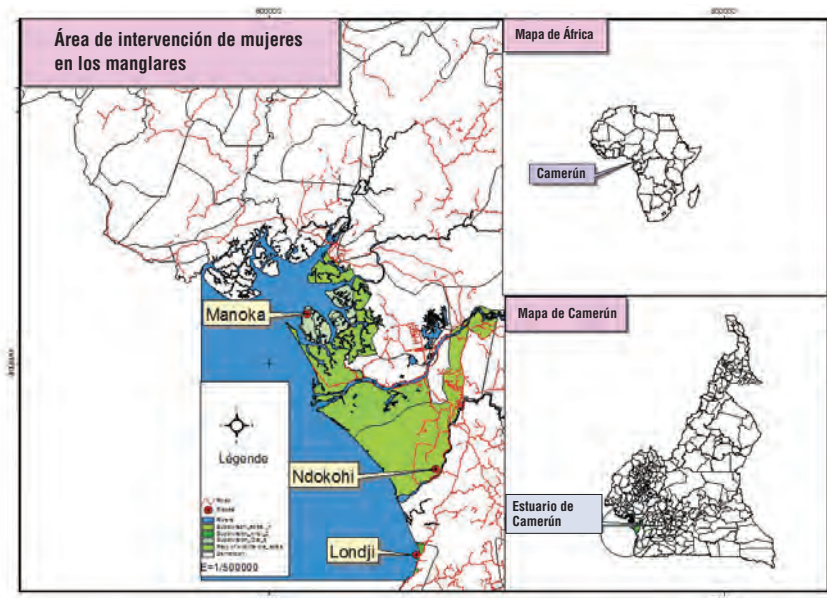 Área de intervención de mujeres
en los manglares
Mapa de África
Camerún
Manoka
Mapa de Camerún
Légende
Ndokohi
Estuario de
Camerún
Londji
E=1/500000